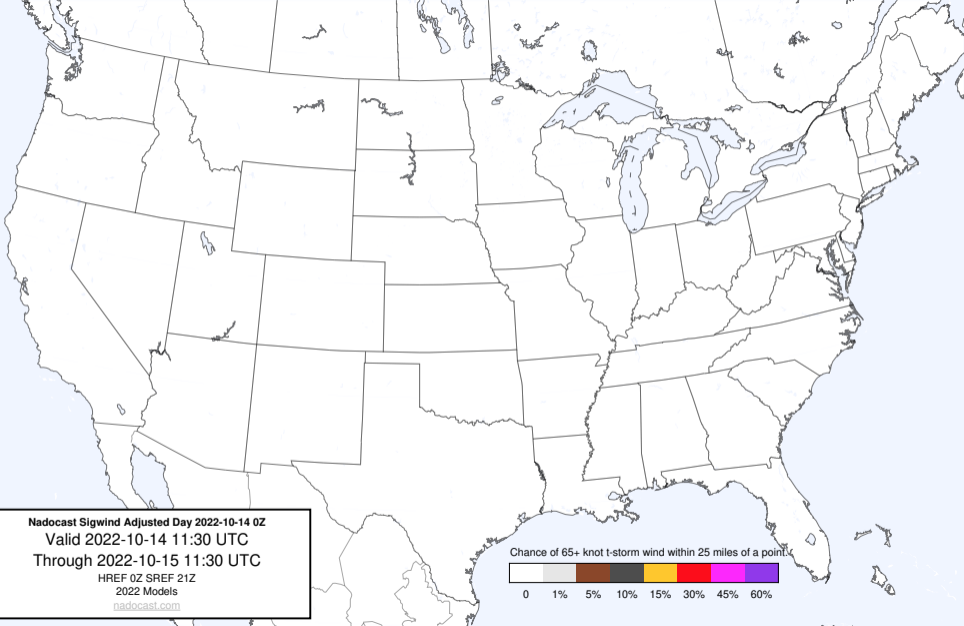 Nadocast Sigwind Adjusted Day 2022-10-14 0Z
Valid 2022-10-14 11:30 UTC
Through 2022-10-15 11:30 UTC
HREF 0Z SREF 21Z
2022 Models
nadocast.com
Chance of 65+ knot t-storm wind within 25 miles of a point.
0 1% 5% 10% 15% 30% 45% 60%